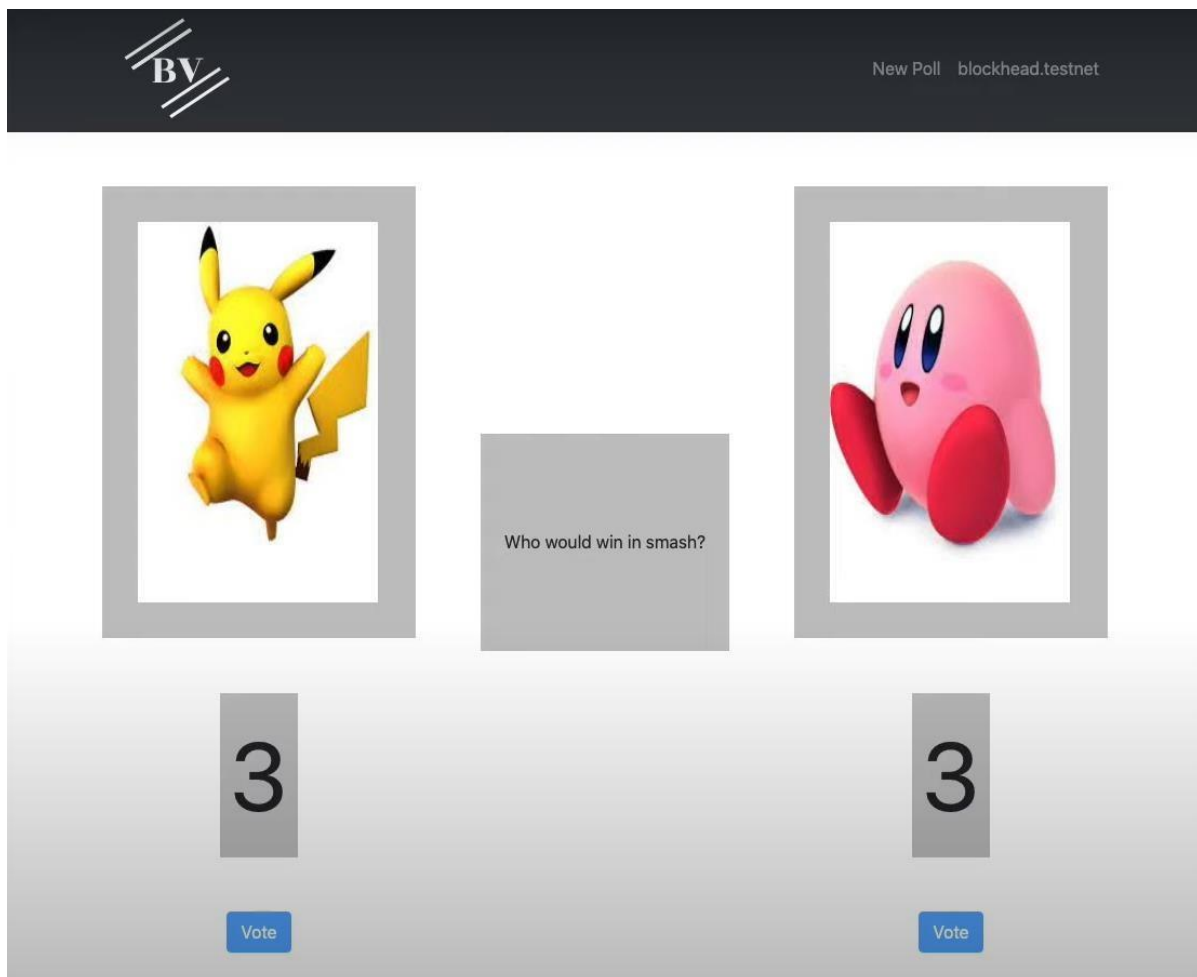 BV
New Poll blockhead.testnet
Who would win in smash?
3
3
Vote
Vote